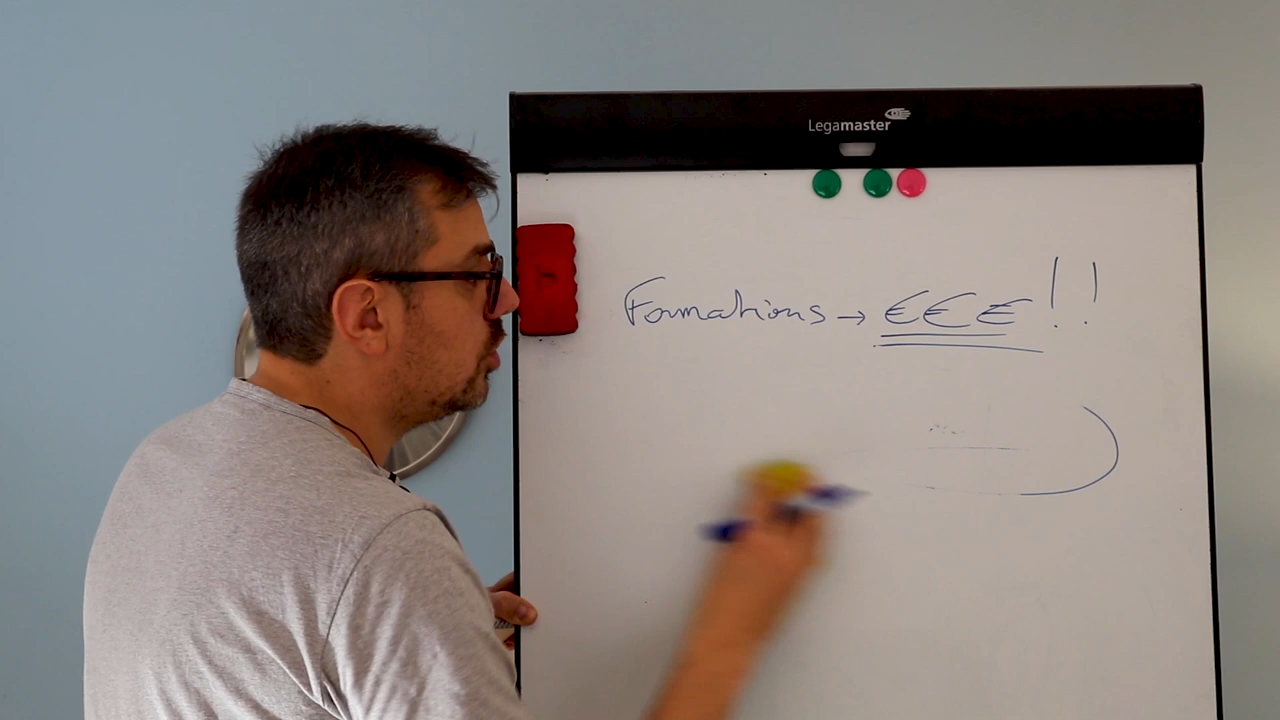 Legamaster
Formations → €€€ !!